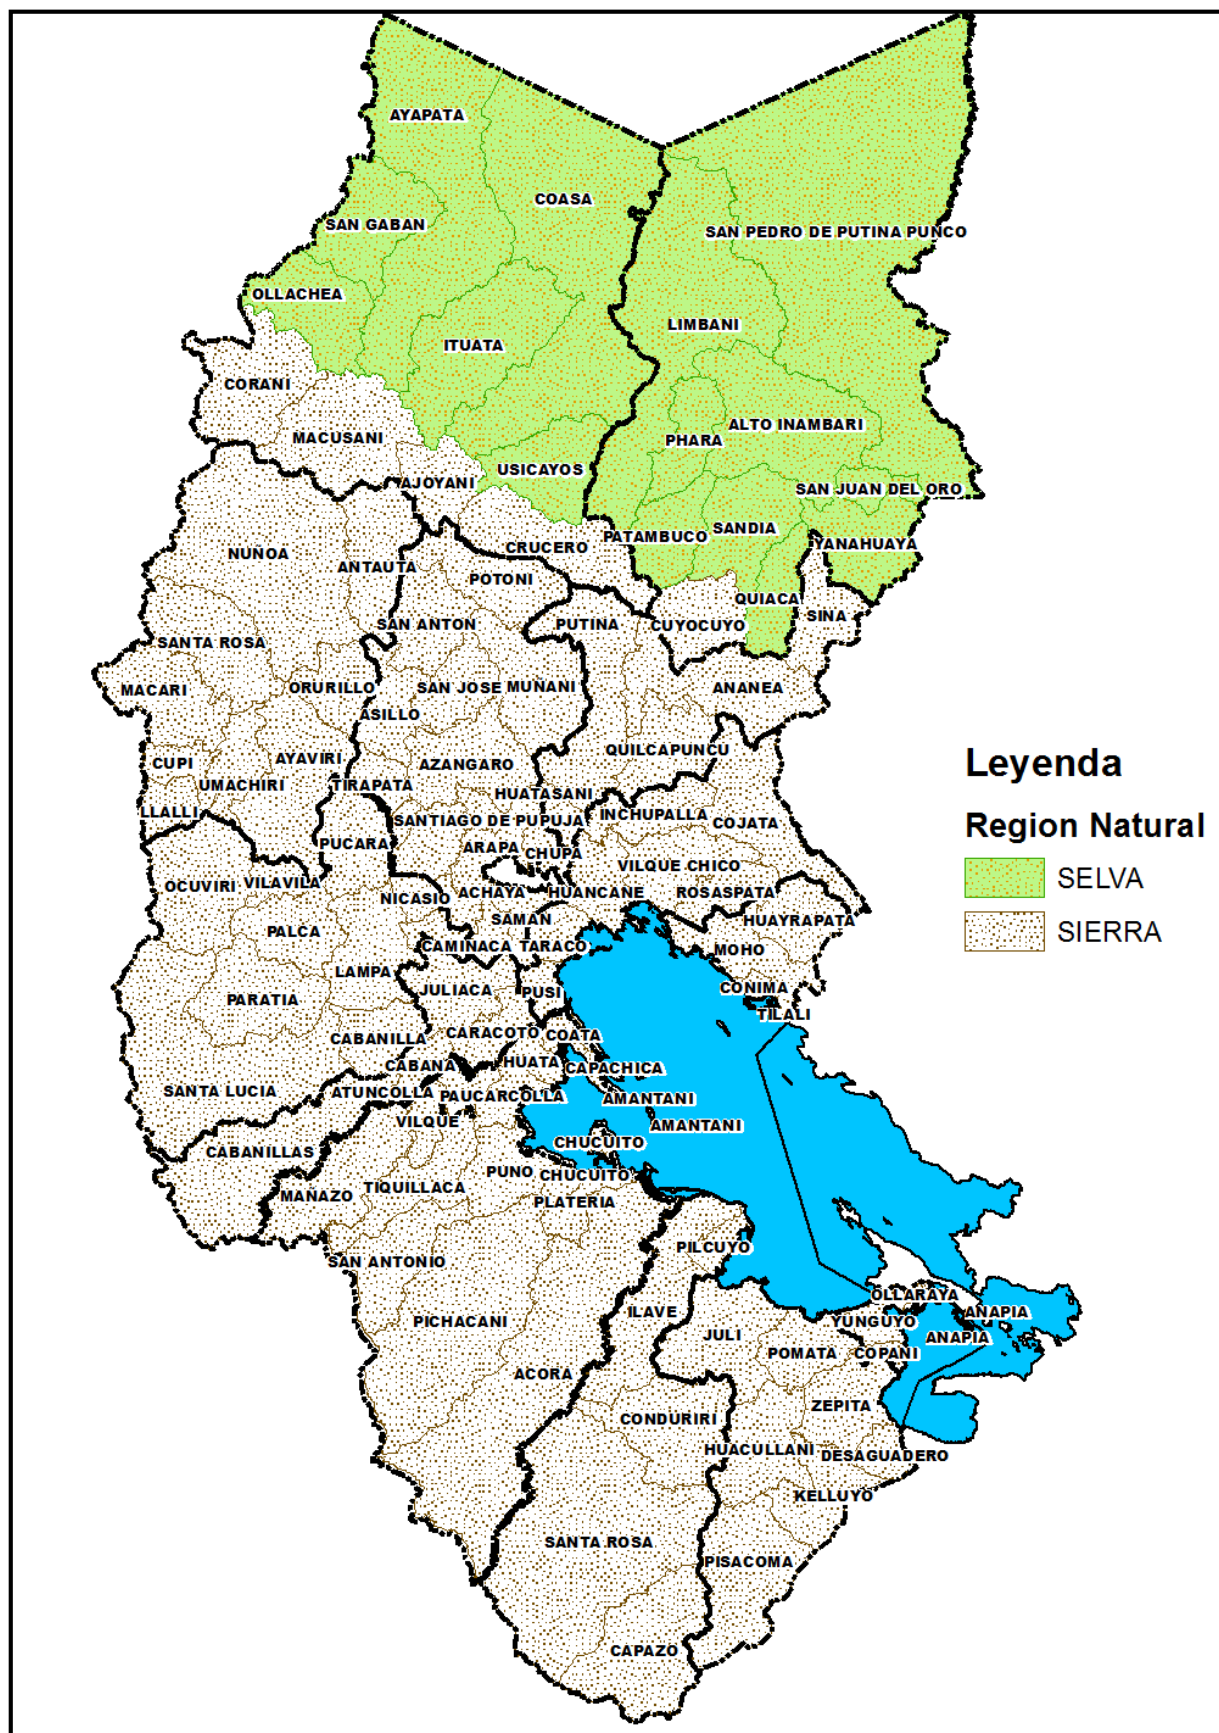 AYAPATA
COASA
SAN GABAN
SAN PEDRO DE PUTINA PUNCO
OLLACHEA
LIMBANI
ITUATA
CORANI
ALTO INAMBARI
MACUSANI
PHARA
USICAYOS
AJOYANI
SAN JUAN DEL ORO
SANDIA
PATAMBUCO
YANAHUAYA
CRUCERO
NUÑOA
ANTAUTA
POTONI
QUIACA
SINA
SAN ANTON
PUTINA
CUYOCUYO
SANTA ROSA
MACARI
ORURILLO
SAN JOSE
MUÑANI
ANANEA
ASILLO
QUILCAPUNCU
CUPI
AYAVIRI
AZANGARO
UMACHIRI
TIRAPATA
HUATASANI
Leyenda
LLALLI
SANTIAGO DE PUPUJA
INCHUPALLA
COJATA
Region Natural
PUCARA
ARAPA
CHUPA
VILQUE CHICO
SELVA
OCUVIRI
VILAVILA
NICASIO
ACHAYA
HUANCANE
ROSASPATA
PALCA
SAMAN
HUAYRAPATA
SIERRA
CAMINACA
TARACO
MOHO
LAMPA
JULIACA
PUSI
CONIMA
PARATIA
TILALI
CABANILLA
CARACOTO
COATA
CABANA
HUATA
CAPACHICA
SANTA LUCIA
ATUNCOLLA
PAUCARCOLLA
AMANTANI
VILQUE
AMANTANI
CABANILLAS
CHUCUITO
PUNO
CHUCUITO
MAÑAZO
TIQUILLACA
PLATERIA
SAN ANTONIO
PILCUYO
OLLARAYA
PICHACANI
ILAVE
YUNGUYO
ANAPIA
JULI
ANAPIA
POMATA
COPANI
ACORA
ZEPITA
CONDURIRI
HUACULLANI
DESAGUADERO
KELLUYO
SANTA ROSA
PISACOMA
CAPAZO